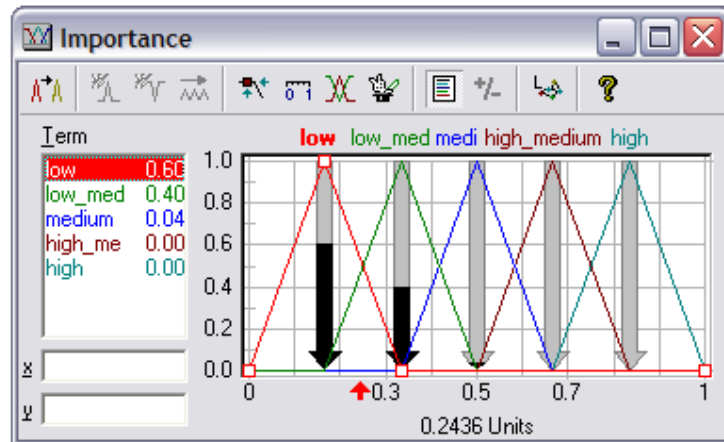 Importance
0 1
+/-
?
Term
low low_med medi high_medium high
low 0.60
low_med 0.40
medium 0.04
high_me 0.00
high 0.00
1.0
0.8
0.6
0.4
0.2
0.0
x
y
0 0.3 0.5 0.7 1
0.2436 Units